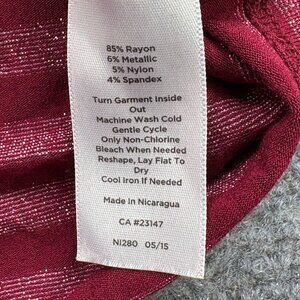 85% Rayon
6% Metallic
5% Nylon
4% Spandex
Turn Garment Inside
Out
Machine Wash Cold
Gentle Cycle
Only Non-Chlorine
Bleach When Needed
Reshape, Lay Flat To
Dry
Cool Iron If Needed
Made In Nicaragua
CA #23147
NI280 05/15